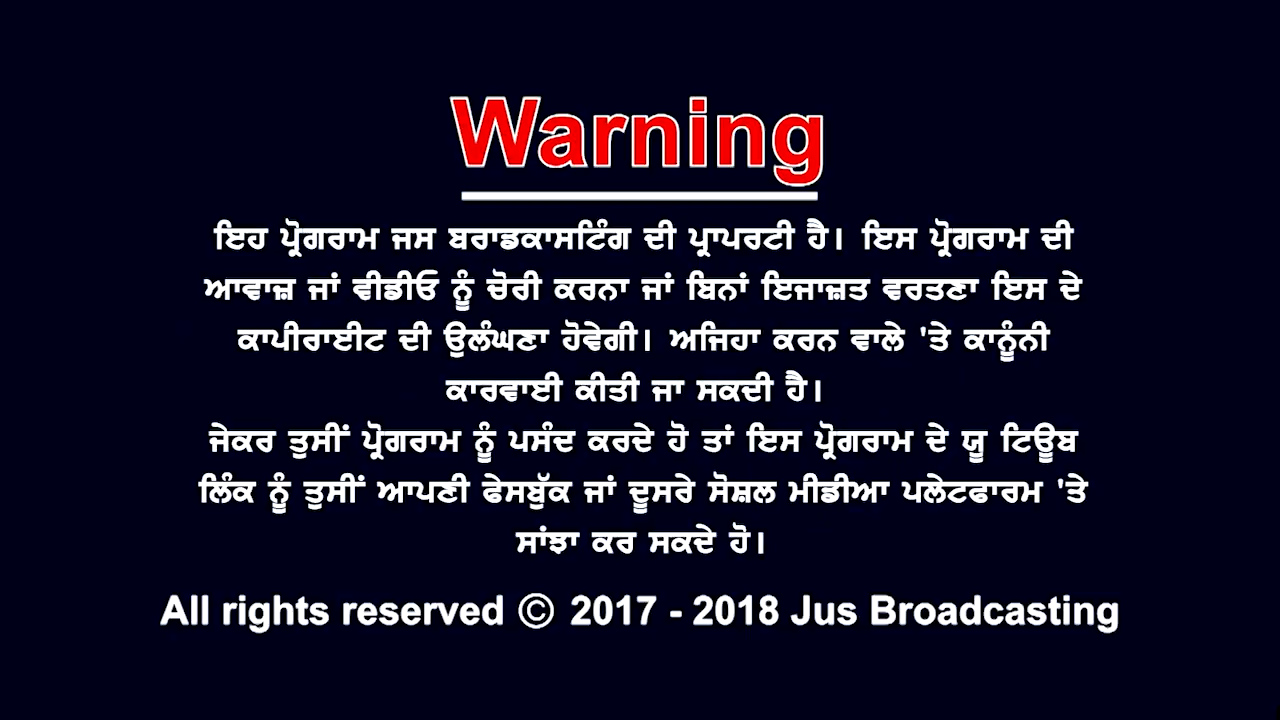 Warning
ਇਹ ਪ੍ਰੋਗਰਾਮ ਜਸ ਬਰਾਡਕਾਸਟਿੰਗ ਦੀ ਪ੍ਰਾਪਰਟੀ ਹੈ। ਇਸ ਪ੍ਰੋਗਰਾਮ ਦੀ
ਆਵਾਜ਼ ਜਾਂ ਵੀਡੀਓ ਨੂੰ ਚੋਰੀ ਕਰਨਾ ਜਾਂ ਬਿਨਾਂ ਇਜਾਜ਼ਤ ਵਰਤਣਾ ਇਸ ਦੇ
ਕਾਪੀਰਾਈਟ ਦੀ ਉਲੰਘਣਾ ਹੋਵੇਗੀ। ਅਜਿਹਾ ਕਰਨ ਵਾਲੇ 'ਤੇ ਕਾਨੂੰਨੀ
ਕਾਰਵਾਈ ਕੀਤੀ ਜਾ ਸਕਦੀ ਹੈ।
ਜੇਕਰ ਤੁਸੀਂ ਪ੍ਰੋਗਰਾਮ ਨੂੰ ਪਸੰਦ ਕਰਦੇ ਹੋ ਤਾਂ ਇਸ ਪ੍ਰੋਗਰਾਮ ਦੇ ਯੂ ਟਿਊਬ
ਲਿੰਕ ਨੂੰ ਤੁਸੀਂ ਆਪਣੀ ਫੇਸਬੁੱਕ ਜਾਂ ਦੂਸਰੇ ਸੋਸ਼ਲ ਮੀਡੀਆ ਪਲੇਟਫਾਰਮ 'ਤੇ
ਸਾਂਝਾ ਕਰ ਸਕਦੇ ਹੋ।
All rights reserved © 2017 - 2018 Jus Broadcasting